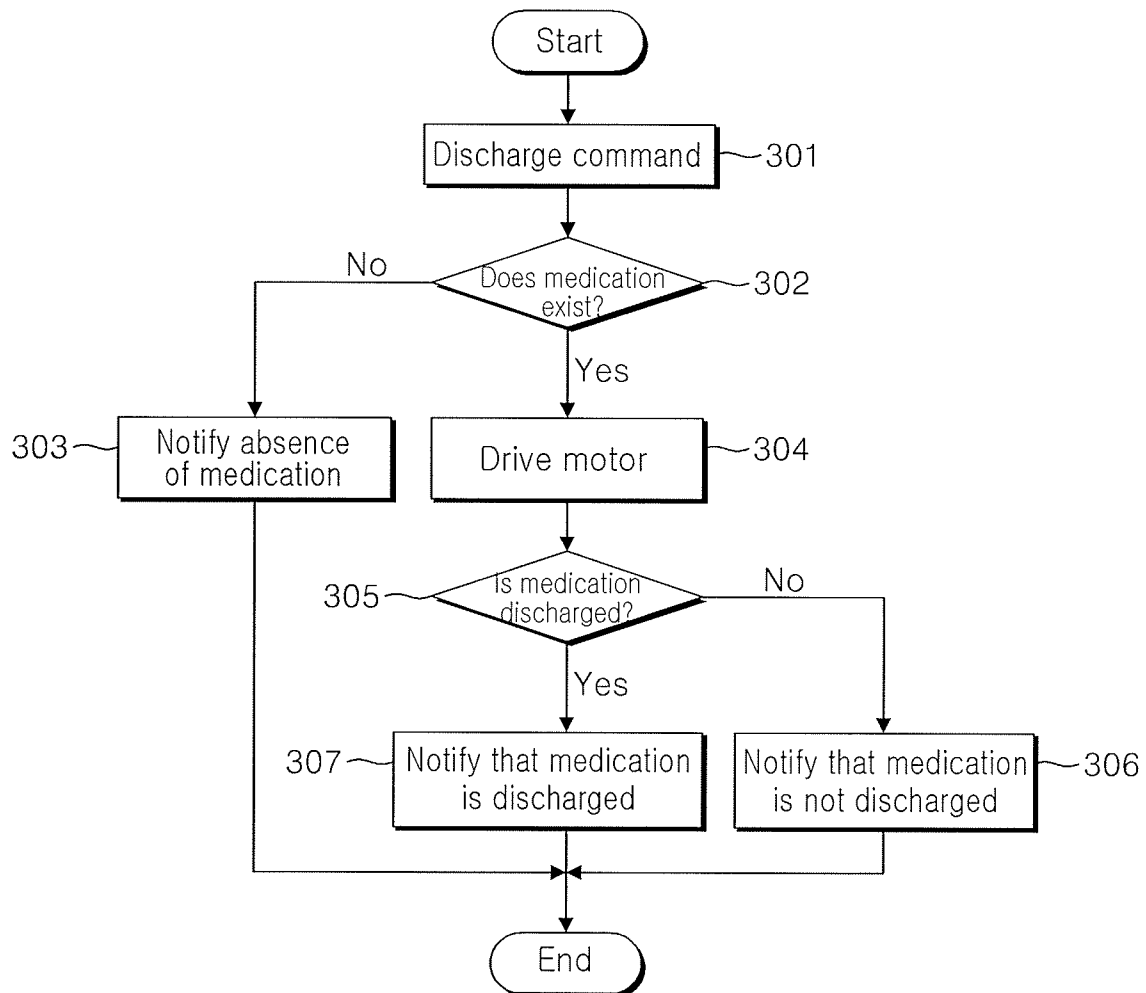 Start
Discharge command
301
No
Does medication
exist?
302
Yes
303
Notify absence
of medication
Drive motor
304
305
Is medication
discharged?
No
Yes
307
Notify that medication
is discharged
Notify that medication
is not discharged
306
End